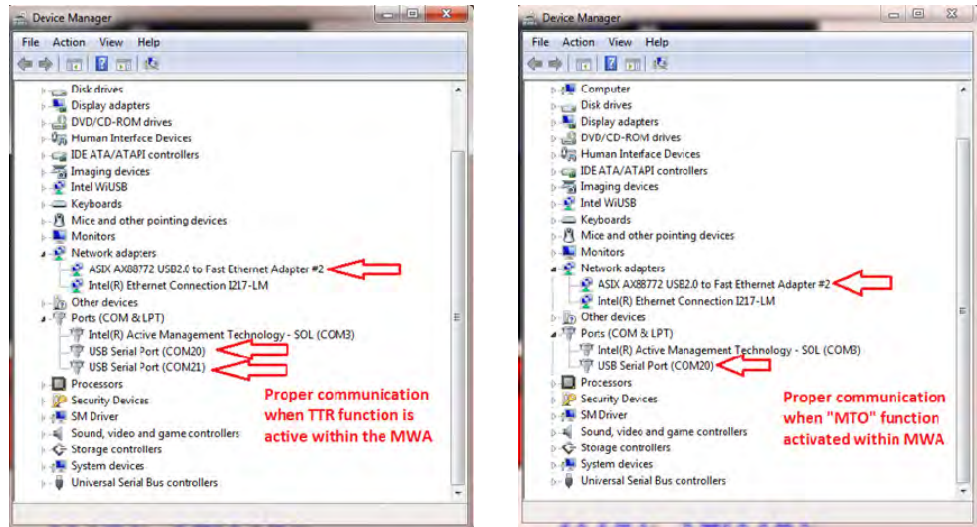 Device Manager
File Action View Help
Disk drives
Display adapters
DVD/CD-ROM drives
Human Interface Devices
IDE ATA/ATAPI controllers
Imaging devices
Intel WiUSB
Keyboards
Mice and other pointing devices
Monitors
Network adapters
ASIX AX88772 USB2.0 to Fast Ethernet Adapter #2
Intel(R) Ethernet Connection I217-LM
Other devices
Ports (COM & LPT)
Intel(R) Active Management Technology - SOL (COM3)
USB Serial Port (COM20)
USB Serial Port (COM21)
Processors
Security Devices
SM Driver
Sound, video and game controllers
Storage controllers
System devices
Universal Serial Bus controllers
Proper communication
when TTR function is
active within the MWA
Device Manager
File Action View Help
Computer
Disk drives
Display adapters
DVD/CD-ROM drives
Human Interface Devices
IDE ATA/ATAPI controllers
Imaging devices
Intel WiUSB
Keyboards
Mice and other pointing devices
Monitors
Network adapters
ASIX AX88772 USB2.0 to Fast Ethernet Adapter #2
Intel(R) Ethernet Connection I217-LM
Other devices
Ports (COM & LPT)
Intel(R) Active Management Technology - SOL (COM3)
USB Serial Port (COM20)
Processors
Security Devices
SM Driver
Sound, video and game controllers
Storage controllers
System devices
Universal Serial Bus controllers
Proper communication
when "MTO" function
activated within MWA